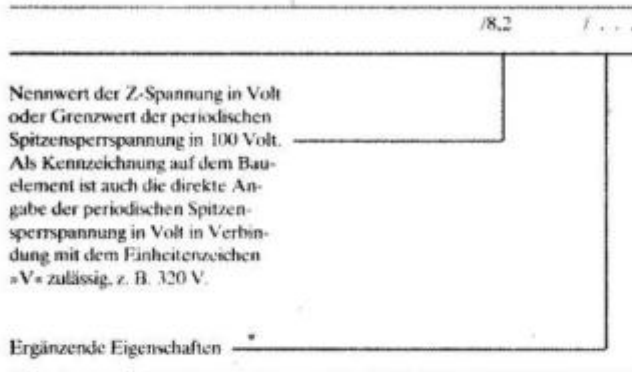 /8,2 / . . .
Nennwert der Z-Spannung in Volt
oder Grenzwert der periodischen
Spitzensperrspannung in 100 Volt.
Als Kennzeichnung auf dem Bau-
element ist auch die direkte An-
gabe der periodischen Spitzen-
sperrspannung in Volt in Verbin-
dung mit dem Einheitenzeichen
»V« zulässig, z. B. 320 V.
Ergänzende Eigenschaften